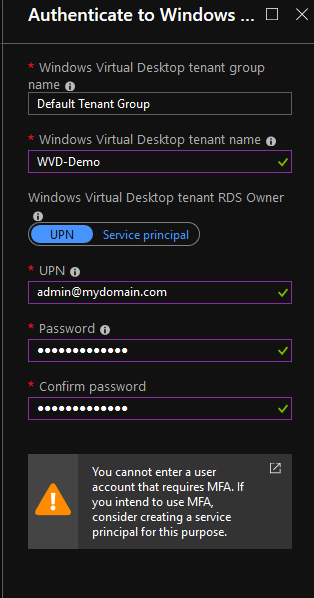 Authenticate to Windows ...
* Windows Virtual Desktop tenant group
name
Default Tenant Group
* Windows Virtual Desktop tenant name
WVD-Demo
Windows Virtual Desktop tenant RDS Owner
UPN Service principal
* UPN
admin@mydomain.com
* Password
•••••••••••••
* Confirm password
•••••••••••••
You cannot enter a user
account that requires MFA. If
you intend to use MFA,
consider creating a service
principal for this purpose.